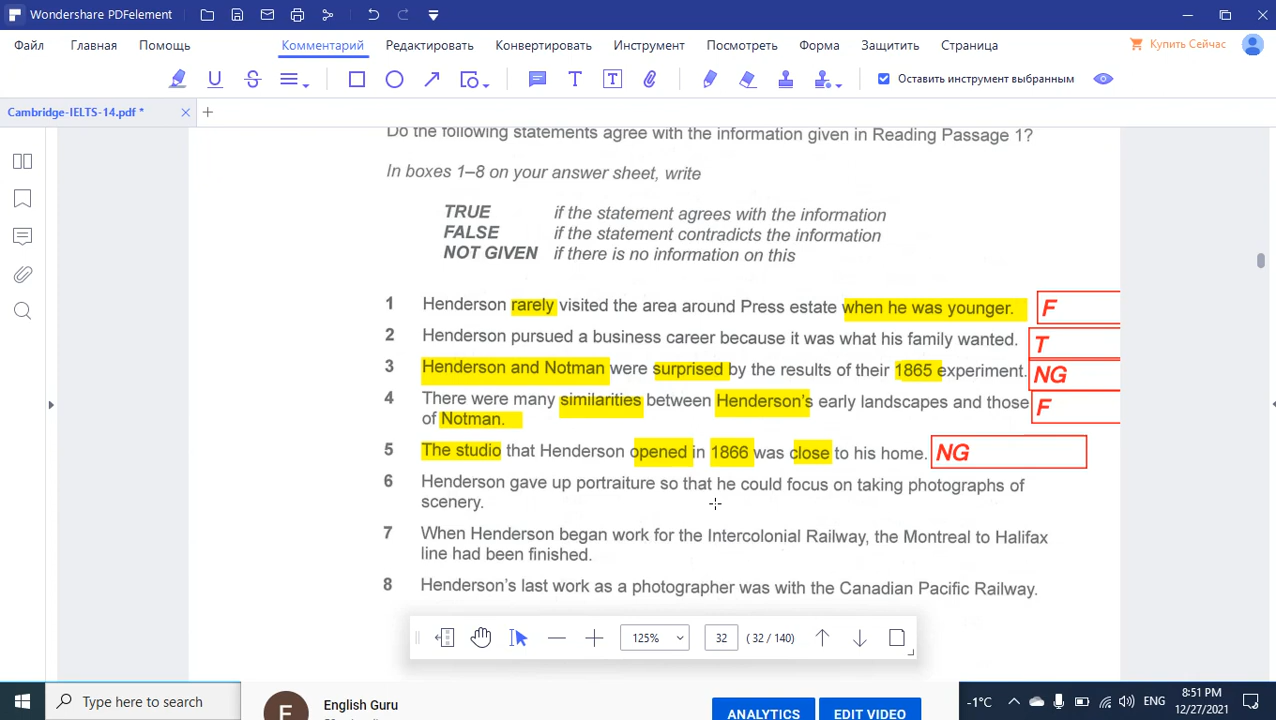 Wondershare PDFelement
Файл Главная Помощь Комментарий Редактировать Конвертировать Инструмент Посмотреть Форма Защитить Страница Купить Сейчас
T T Оставить инструмент выбранным
Cambridge-IELTS-14.pdf *
Do the following statements agree with the information given in Reading Passage 1?
In boxes 1–8 on your answer sheet, write
TRUE if the statement agrees with the information
FALSE if the statement contradicts the information
NOT GIVEN if there is no information on this
1 Henderson rarely visited the area around Press estate when he was younger. F
2 Henderson pursued a business career because it was what his family wanted. T
3 Henderson and Notman were surprised by the results of their 1865 experiment. NG
4 There were many similarities between Henderson's early landscapes and those F
of Notman.
5 The studio that Henderson opened in 1866 was close to his home. NG
6 Henderson gave up portraiture so that he could focus on taking photographs of
scenery.
7 When Henderson began work for the Intercolonial Railway, the Montreal to Halifax
line had been finished.
8 Henderson's last work as a photographer was with the Canadian Pacific Railway.
125% 32 ( 32 / 140)
Type here to search
E English Guru
ANALYTICS EDIT VIDEO
-1°C ENG 8:51 PM
12/27/2021